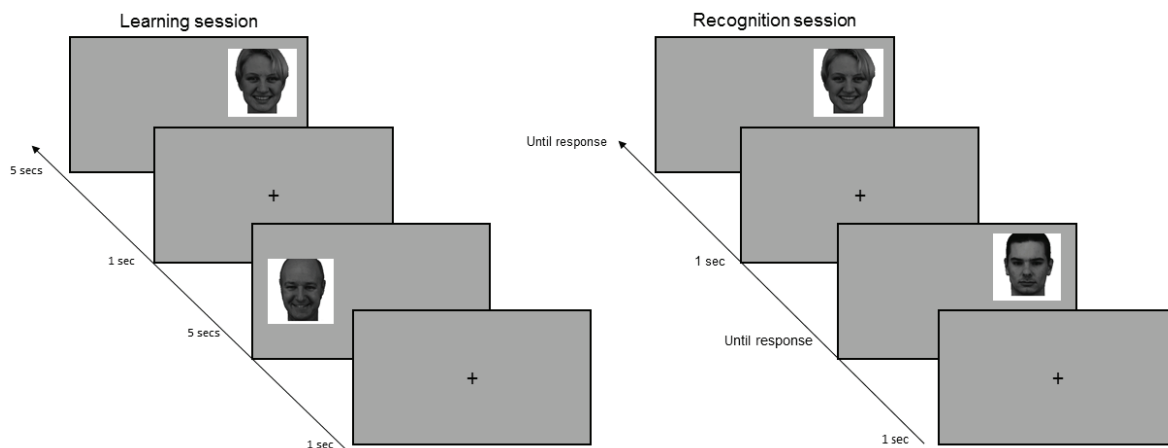 Learning session
5 secs
1 sec
5 secs
1 sec
Recognition session
Until response
1 sec
Until response
1 sec